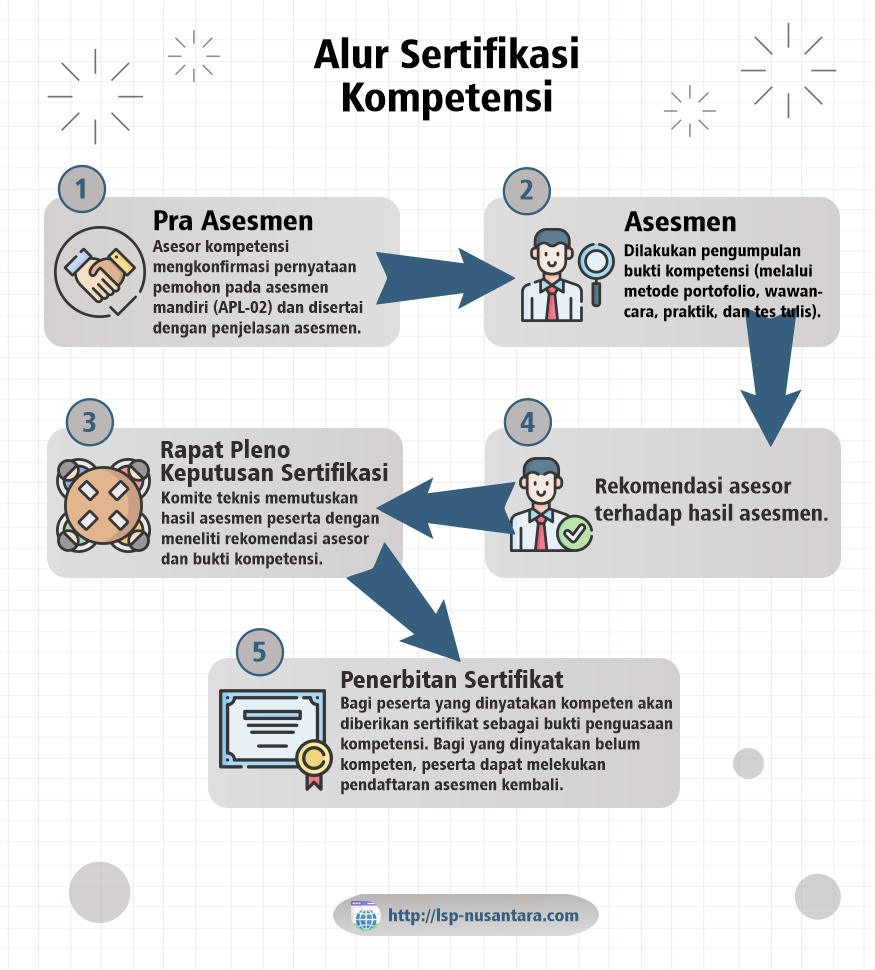 Alur Sertifikasi
Kompetensi
1
Pra Asesmen
Asesor kompetensi
mengkonfirmasi pernyataan
pemohon pada asesmen
mandiri (APL-02) dan disertai
dengan penjelasan asesmen.
2
Asesmen
Dilakukan pengumpulan
bukti kompetensi (melalui
metode portofolio, wawan-
cara, praktik, dan tes tulis).
3
Rapat Pleno
Keputusan Sertifikasi
Komite teknis memutuskan
hasil asesmen peserta dengan
meneliti rekomendasi asesor
dan bukti kompetensi.
4
Rekomendasi asesor
terhadap hasil asesmen.
5
Penerbitan Sertifikat
Bagi peserta yang dinyatakan kompeten akan
diberikan sertifikat sebagai bukti penguasaan
kompetensi. Bagi yang dinyatakan belum
kompeten, peserta dapat melekukan
pendaftaran asesmen kembali.
http://lsp-nusantara.com